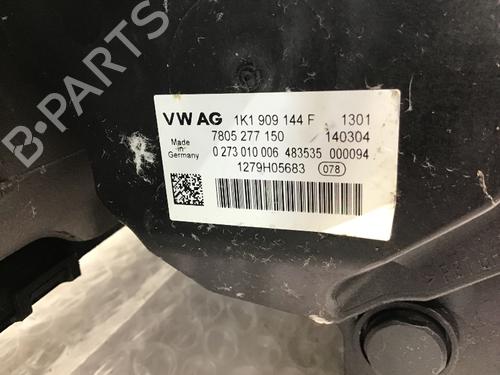 B-PARTS
VW AG 1K1 909 144 F 1301
7805 277 150 140304
Made in Germany 0 273 010 006 483535 000094
1279H05683 078